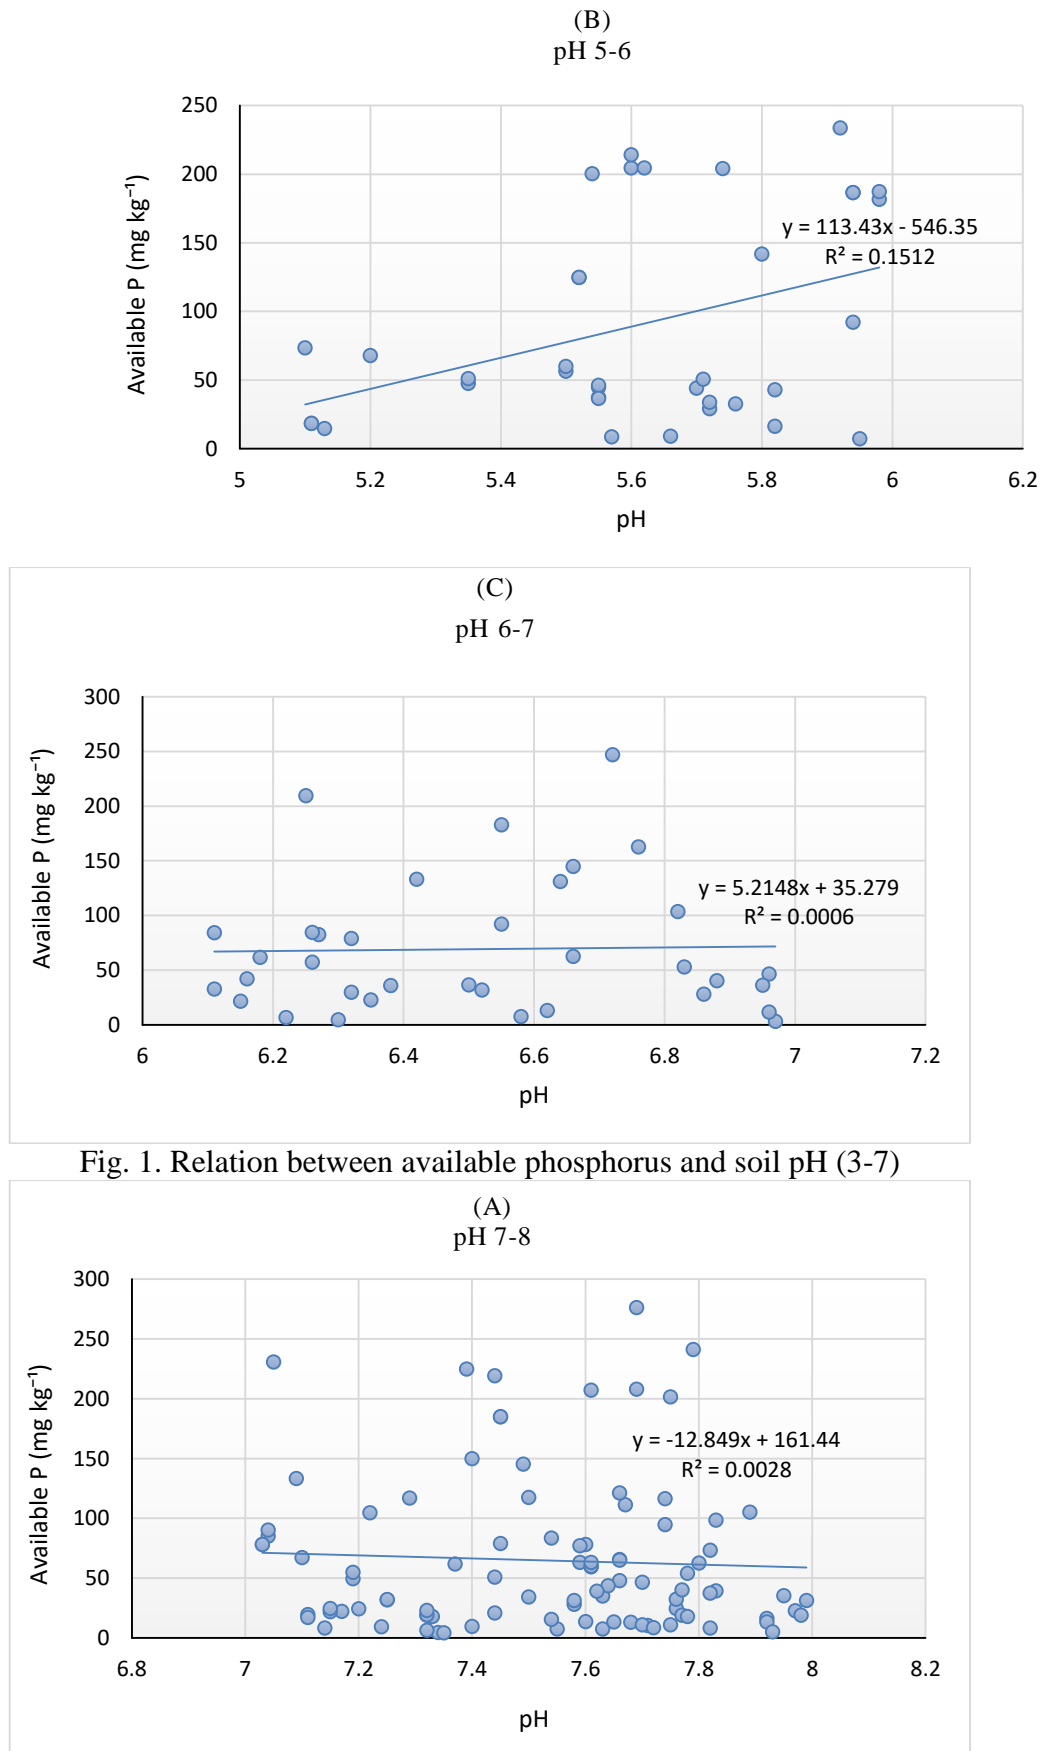 (B)
pH 5-6
Available P (mg kg⁻¹)
250
200
150
100
50
0
y = 113.43x - 546.35
R² = 0.1512
5 5.2 5.4 5.6 5.8 6 6.2
pH
(C)
pH 6-7
Available P (mg kg⁻¹)
300
250
200
150
100
50
0
y = 5.2148x + 35.279
R² = 0.0006
6 6.2 6.4 6.6 6.8 7 7.2
pH
Fig. 1. Relation between available phosphorus and soil pH (3-7)
(A)
pH 7-8
Available P (mg kg⁻¹)
300
250
200
150
100
50
0
y = -12.849x + 161.44
R² = 0.0028
6.8 7 7.2 7.4 7.6 7.8 8 8.2
pH